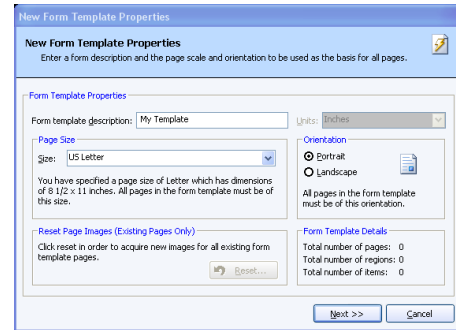 New Form Template Properties
New Form Template Properties
Enter a form description and the page scale and orientation to be used as the basis for all pages.
Form Template Properties
Form template description: My Template Units: Inches
Page Size
Size: US Letter
You have specified a page size of Letter which has dimensions
of 8 1/2 x 11 inches. All pages in the form template must be of
this size.
Orientation
Portrait
Landscape
All pages in the form template
must be of this orientation.
Reset Page Images (Existing Pages Only)
Click reset in order to acquire new images for all existing form
template pages.
Reset...
Form Template Details
Total number of pages: 0
Total number of regions: 0
Total number of items: 0
Next >> Cancel